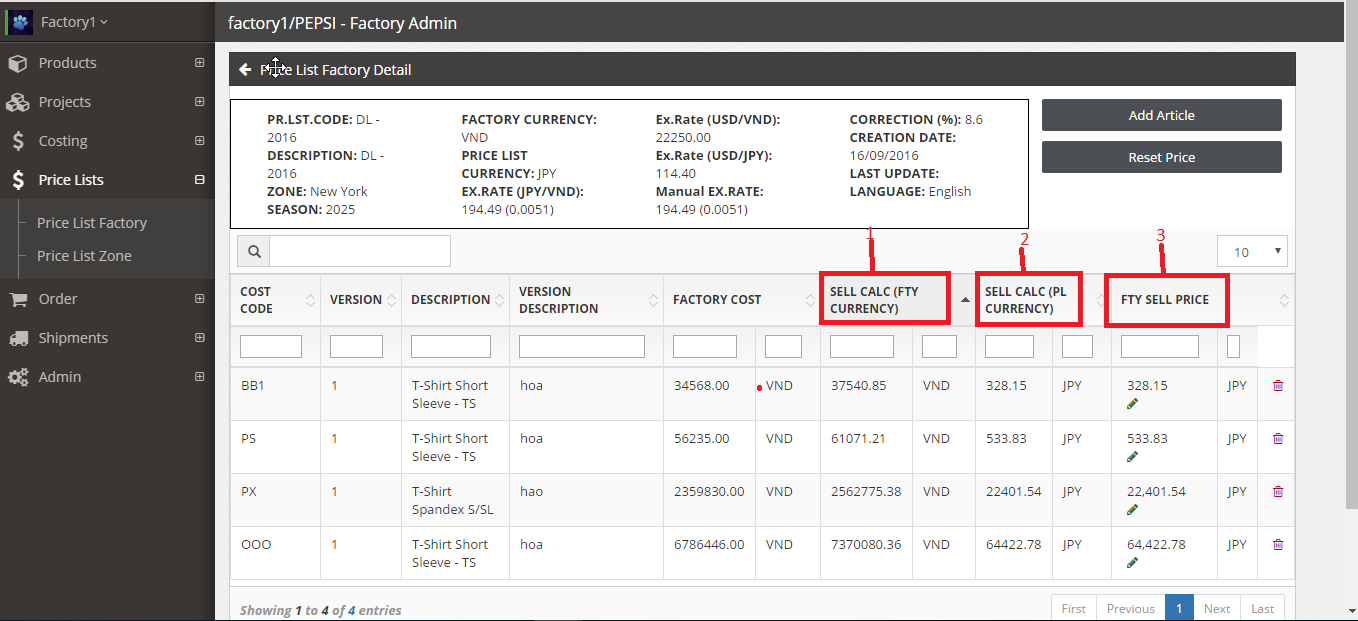 Factory1
factory1/PEPSI - Factory Admin
Products
Projects
Costing
Price Lists
Price List Factory
Price List Zone
Order
Shipments
Admin
Price List Factory Detail
PR.LST.CODE: DL -
2016
DESCRIPTION: DL -
2016
ZONE: New York
SEASON: 2025
FACTORY CURRENCY:
VND
PRICE LIST
CURRENCY: JPY
EX.RATE (JPY/VND):
194.49 (0.0051)
Ex.Rate (USD/VND):
22250.00
Ex.Rate (USD/JPY):
114.40
Manual EX.RATE:
194.49 (0.0051)
CORRECTION (%): 8.6
CREATION DATE:
16/09/2016
LAST UPDATE:
LANGUAGE: English
Add Article
Reset Price
1
2
3
10
COST
CODE
VERSION
DESCRIPTION
VERSION
DESCRIPTION
FACTORY COST
SELL CALC (FTY
CURRENCY)
SELL CALC (PL
CURRENCY)
FTY SELL PRICE
BB1 1 T-Shirt Short hoa 34568.00 VND 37540.85 VND 328.15 JPY 328.15 JPY
Sleeve - TS
PS 1 T-Shirt Short hoa 56235.00 VND 61071.21 VND 533.83 JPY 533.83 JPY
Sleeve - TS
PX 1 T-Shirt hao 2359830.00 VND 2562775.38 VND 22401.54 JPY 22,401.54 JPY
Spandex S/SL
OOO 1 T-Shirt Short hoa 6786446.00 VND 7370080.36 VND 64422.78 JPY 64,422.78 JPY
Sleeve - TS
Showing 1 to 4 of 4 entries
First Previous 1 Next Last